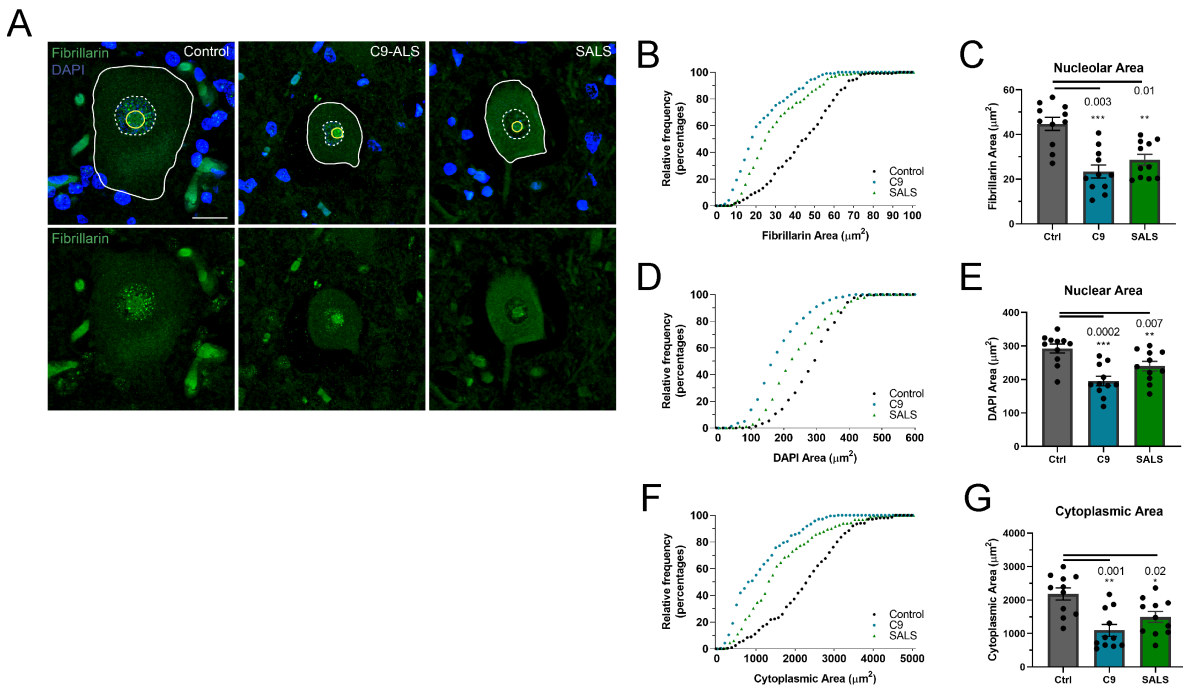 A
Fibrillarin
DAPI
Control
C9-ALS
SALS
Fibrillarin
B
Relative frequency
(percentages)
100
80
60
40
20
0
0 10 20 30 40 50 60 70 80 90 100
Fibrillarin Area (μm²)
Control
C9
SALS
C
Nucleolar Area
Fibrillarin Area (μm²)
60
40
20
0
0.003
***
0.01
**
Ctrl C9 SALS
D
Relative frequency
(percentages)
100
80
60
40
20
0
0 100 200 300 400 500 600
DAPI Area (μm²)
Control
C9
SALS
E
Nuclear Area
DAPI Area (μm²)
400
300
200
100
0
0.0002
***
0.007
**
Ctrl C9 SALS
F
Relative frequency
(percentages)
100
80
60
40
20
0
0 1000 2000 3000 4000 5000
Cytoplasmic Area (μm²)
Control
C9
SALS
G
Cytoplasmic Area
Cytoplasmic Area (μm²)
4000
3000
2000
1000
0
0.001
**
0.02
*
Ctrl C9 SALS